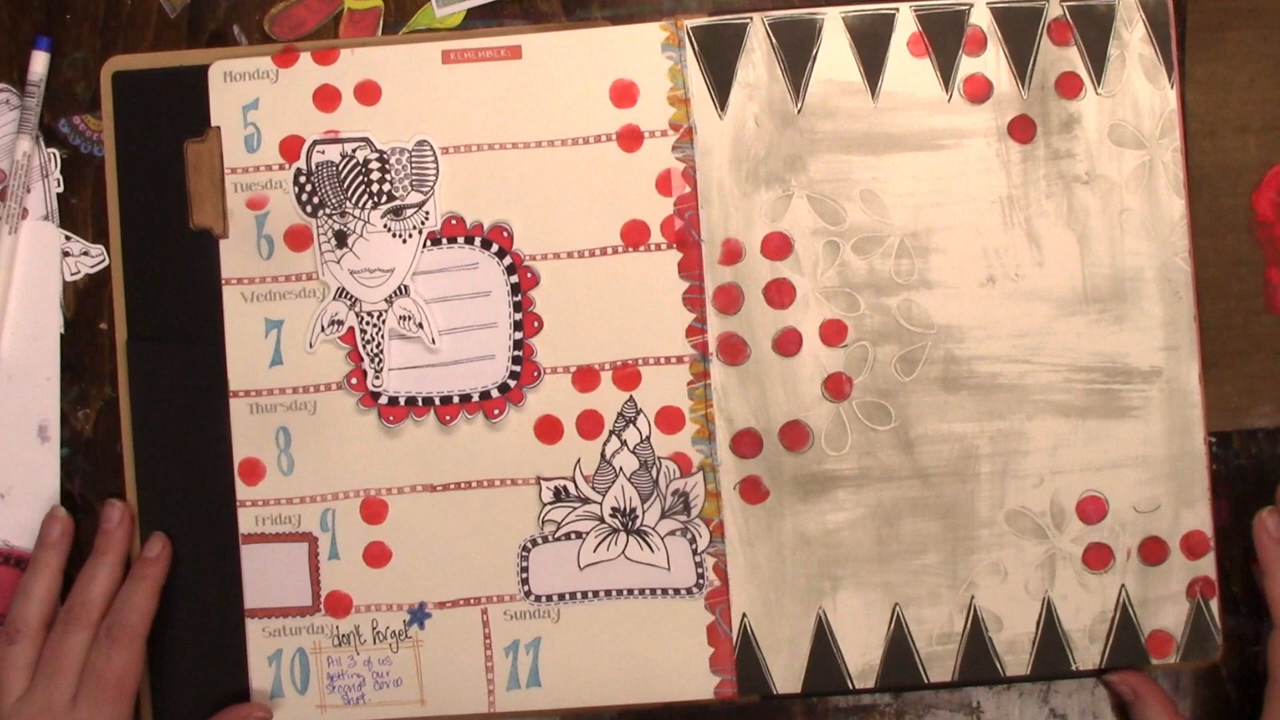 REMEMBER:
Monday
5
Tuesday
6
Wednesday
7
Thursday
8
Friday
9
Saturday
10
don't forget
All 3 of us
getting our
second covid
shot.
Sunday
11